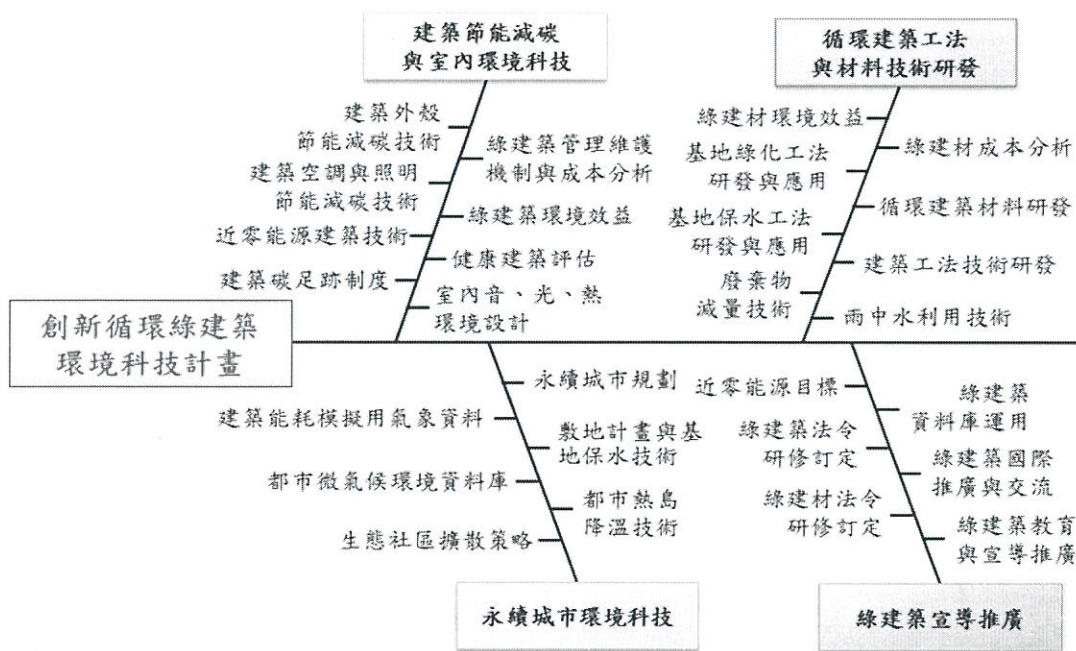 建築節能減碳
與室內環境科技
建築外殼
節能減碳技術
建築空調與照明
節能減碳技術
近零能源建築技術
建築碳足跡制度
綠建築管理維護
機制與成本分析
綠建築環境效益
健康建築評估
室內音、光、熱
環境設計
循環建築工法
與材料技術研發
綠建材環境效益
基地綠化工法
研發與應用
基地保水工法
研發與應用
廢棄物
減量技術
綠建材成本分析
循環建築材料研發
建築工法技術研發
雨中水利用技術
創新循環綠建築
環境科技計畫
建築能耗模擬用氣象資料
都市微氣候環境資料庫
生態社區擴散策略
永續城市規劃
敷地計畫與基
地保水技術
都市熱島
降溫技術
永續城市環境科技
近零能源目標
綠建築法令
研修訂定
綠建材法令
研修訂定
綠建築
資料庫運用
綠建築國際
推廣與交流
綠建築教育
與宣導推廣
綠建築宣導推廣